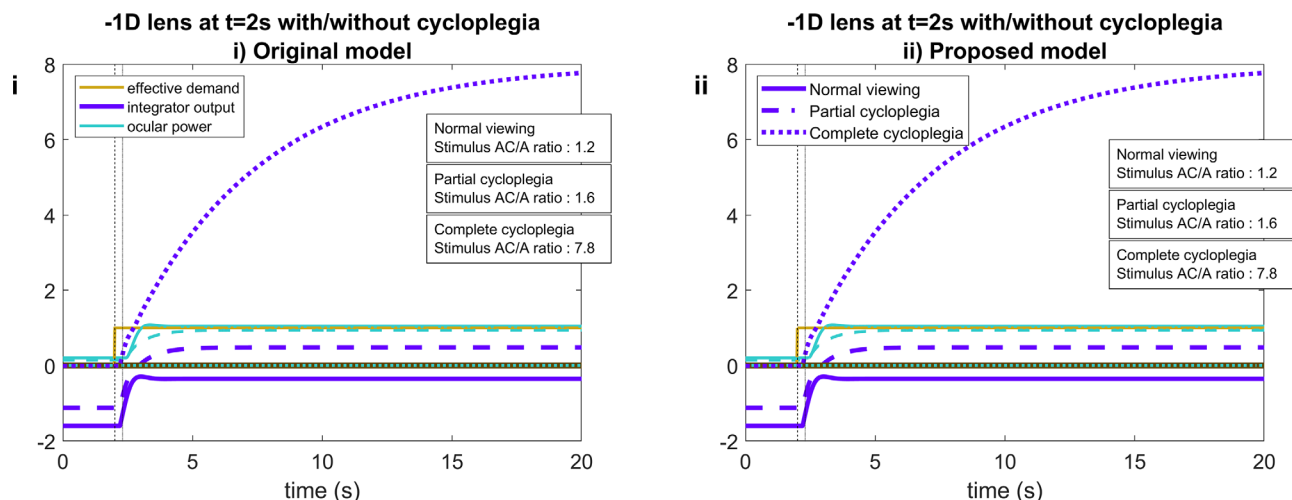 -1D lens at t=2s with/without cycloplegia
i) Original model
i
effective demand
integrator output
ocular power
Normal viewing
Stimulus AC/A ratio : 1.2
Partial cycloplegia
Stimulus AC/A ratio : 1.6
Complete cycloplegia
Stimulus AC/A ratio : 7.8
8
6
4
2
0
-2
0
5
10
15
20
time (s)
-1D lens at t=2s with/without cycloplegia
ii) Proposed model
ii
Normal viewing
Partial cycloplegia
Complete cycloplegia
Normal viewing
Stimulus AC/A ratio : 1.2
Partial cycloplegia
Stimulus AC/A ratio : 1.6
Complete cycloplegia
Stimulus AC/A ratio : 7.8
8
6
4
2
0
-2
0
5
10
15
20
time (s)